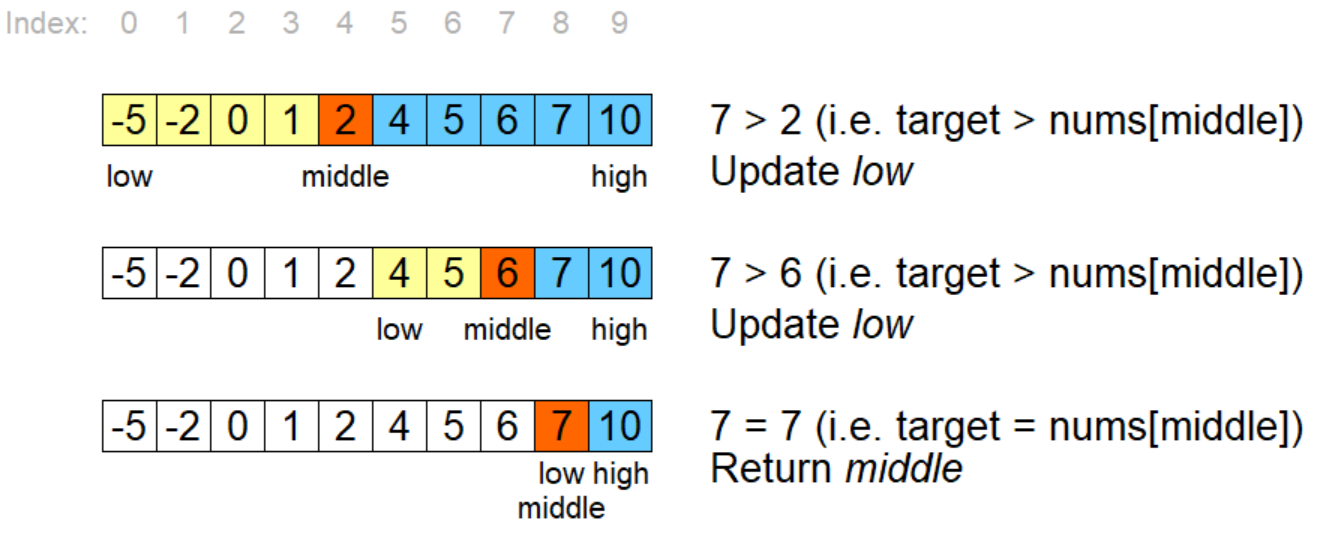 Index: 0 1 2 3 4 5 6 7 8 9
-5 -2 0 1 2 4 5 6 7 10
low middle high
7 > 2 (i.e. target > nums[middle])
Update low
-5 -2 0 1 2 4 5 6 7 10
low middle high
7 > 6 (i.e. target > nums[middle])
Update low
-5 -2 0 1 2 4 5 6 7 10
low high
middle
7 = 7 (i.e. target = nums[middle])
Return middle